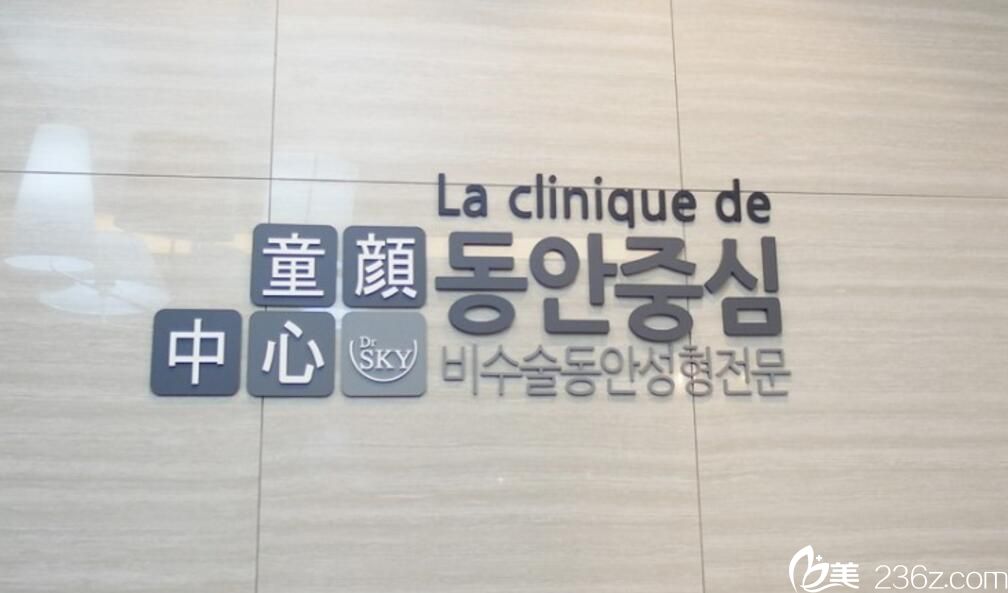 La clinique de
童顔 동안중심
中心 Dr SKY 비수술동안성형전문
美 236z.com